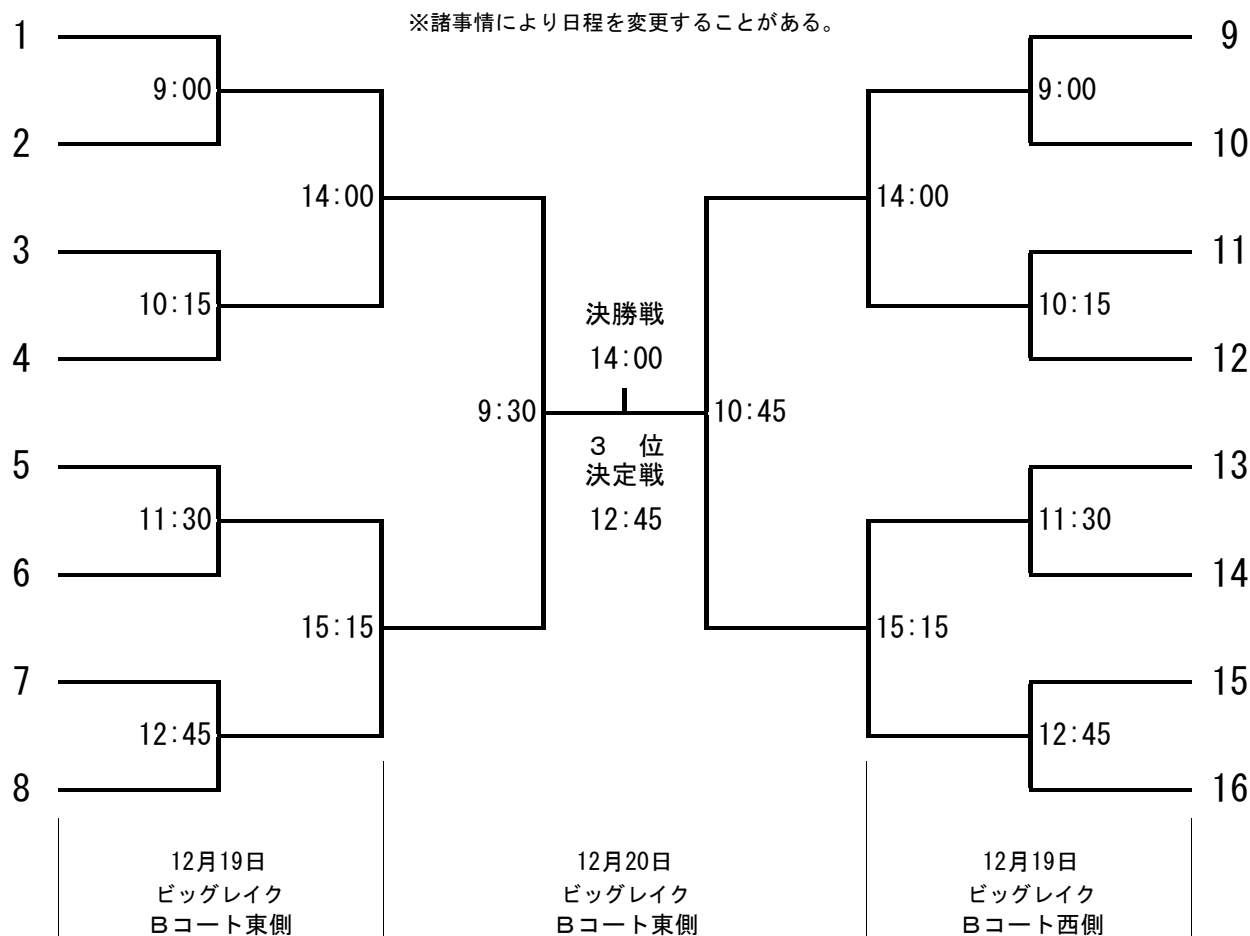 ※諸事情により日程を変更することがある。
1
9:00
2
14:00
3
10:15
4
9:30
5
11:30
6
15:15
7
12:45
8
決勝戦
14:00
３　位
決定戦
12:45
9
9:00
10
14:00
11
10:15
12
10:45
13
11:30
14
15:15
15
12:45
16
12月19日
ビッグレイク
Ｂコート東側
12月20日
ビッグレイク
Ｂコート東側
12月19日
ビッグレイク
Ｂコート西側